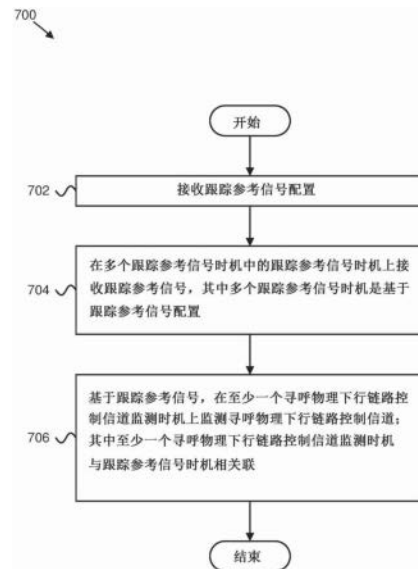 700
开始
702
接收跟踪参考信号配置
704
在多个跟踪参考信号时机中的跟踪参考信号时机上接
收跟踪参考信号，其中多个跟踪参考信号时机是基于
跟踪参考信号配置
706
基于跟踪参考信号，在至少一个寻呼物理下行链路
控制信道监测时机上监测寻呼物理下行链路控制信道；
其中至少一个寻呼物理下行链路控制信道监测时机
与跟踪参考信号时机相关联
结束